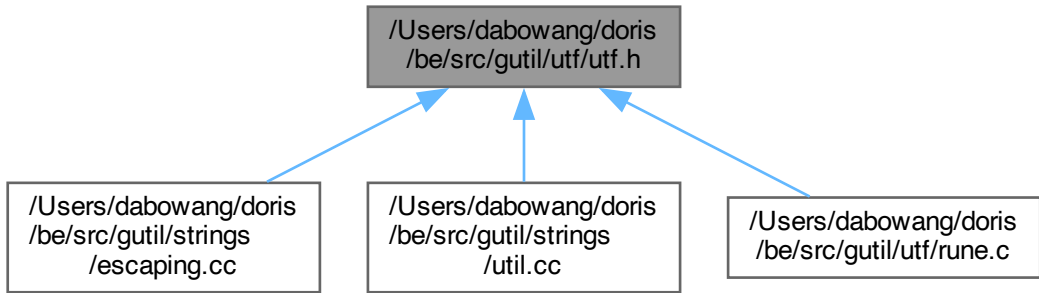 /Users/dabowang/doris
/be/src/gutil/utf/utf.h
/Users/dabowang/doris
/be/src/gutil/strings
/escaping.cc
/Users/dabowang/doris
/be/src/gutil/strings
/util.cc
/Users/dabowang/doris
/be/src/gutil/utf/rune.c